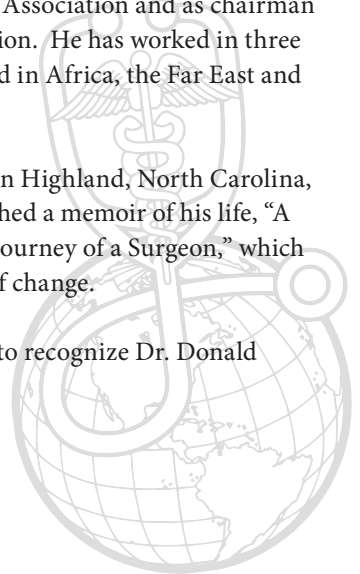 Association and as chairman
ion. He has worked in three
d in Africa, the Far East and
n Highland, North Carolina,
hed a memoir of his life, “A
ourney of a Surgeon,” which
f change.
to recognize Dr. Donald